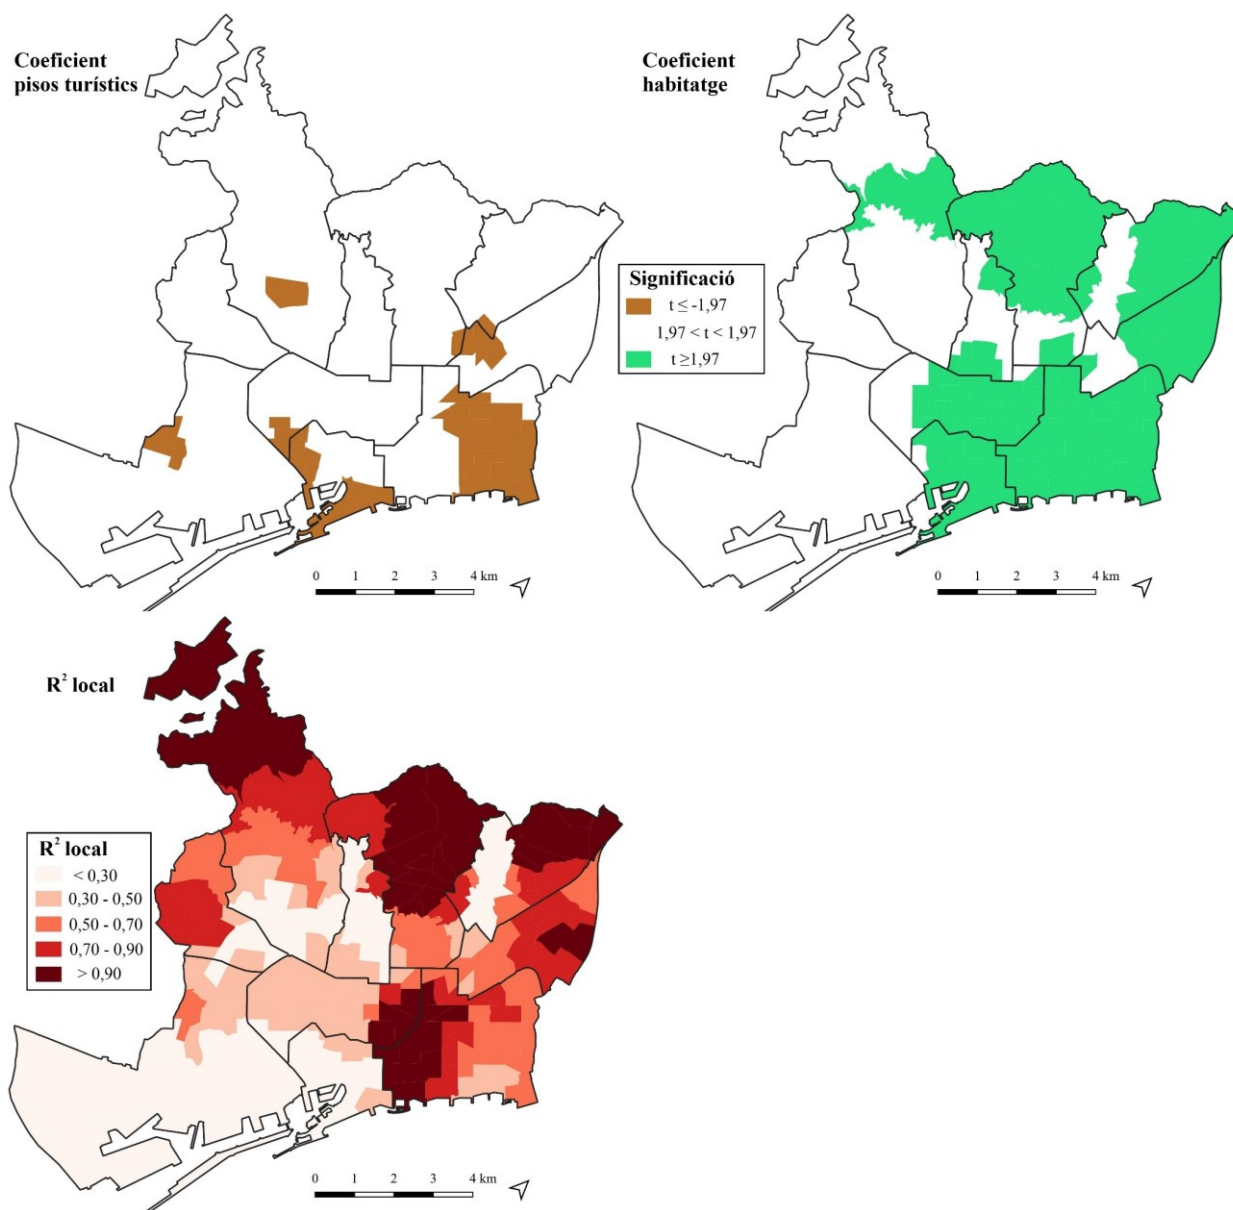 Coeficient
pisos turístics
Coeficient
habitatge
Significació
t ≤ -1,97
1,97 < t < 1,97
t ≥1,97
0 1 2 3 4 km
0 1 2 3 4 km
R² local
R² local
< 0,30
0,30 - 0,50
0,50 - 0,70
0,70 - 0,90
> 0,90
0 1 2 3 4 km